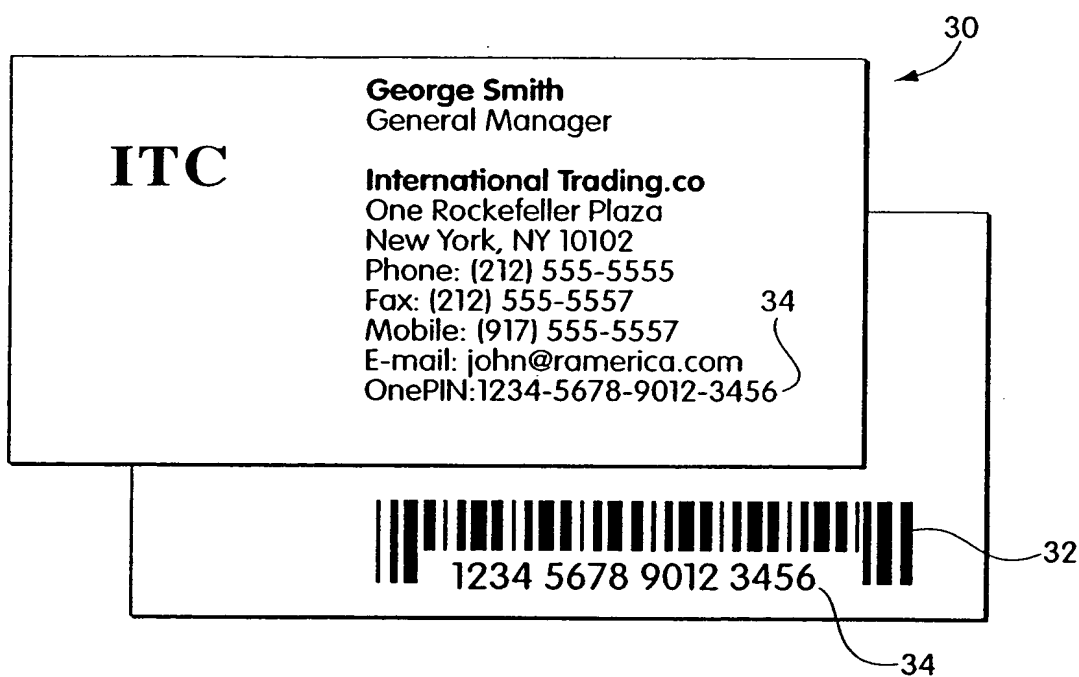 30
George Smith
General Manager
ITC
International Trading.co
One Rockefeller Plaza
New York, NY 10102
Phone: (212) 555-5555
Fax: (212) 555-5557
34
Mobile: (917) 555-5557
E-mail: john@ramerica.com
OnePIN:1234-5678-9012-3456
32
1234 5678 9012 3456
34